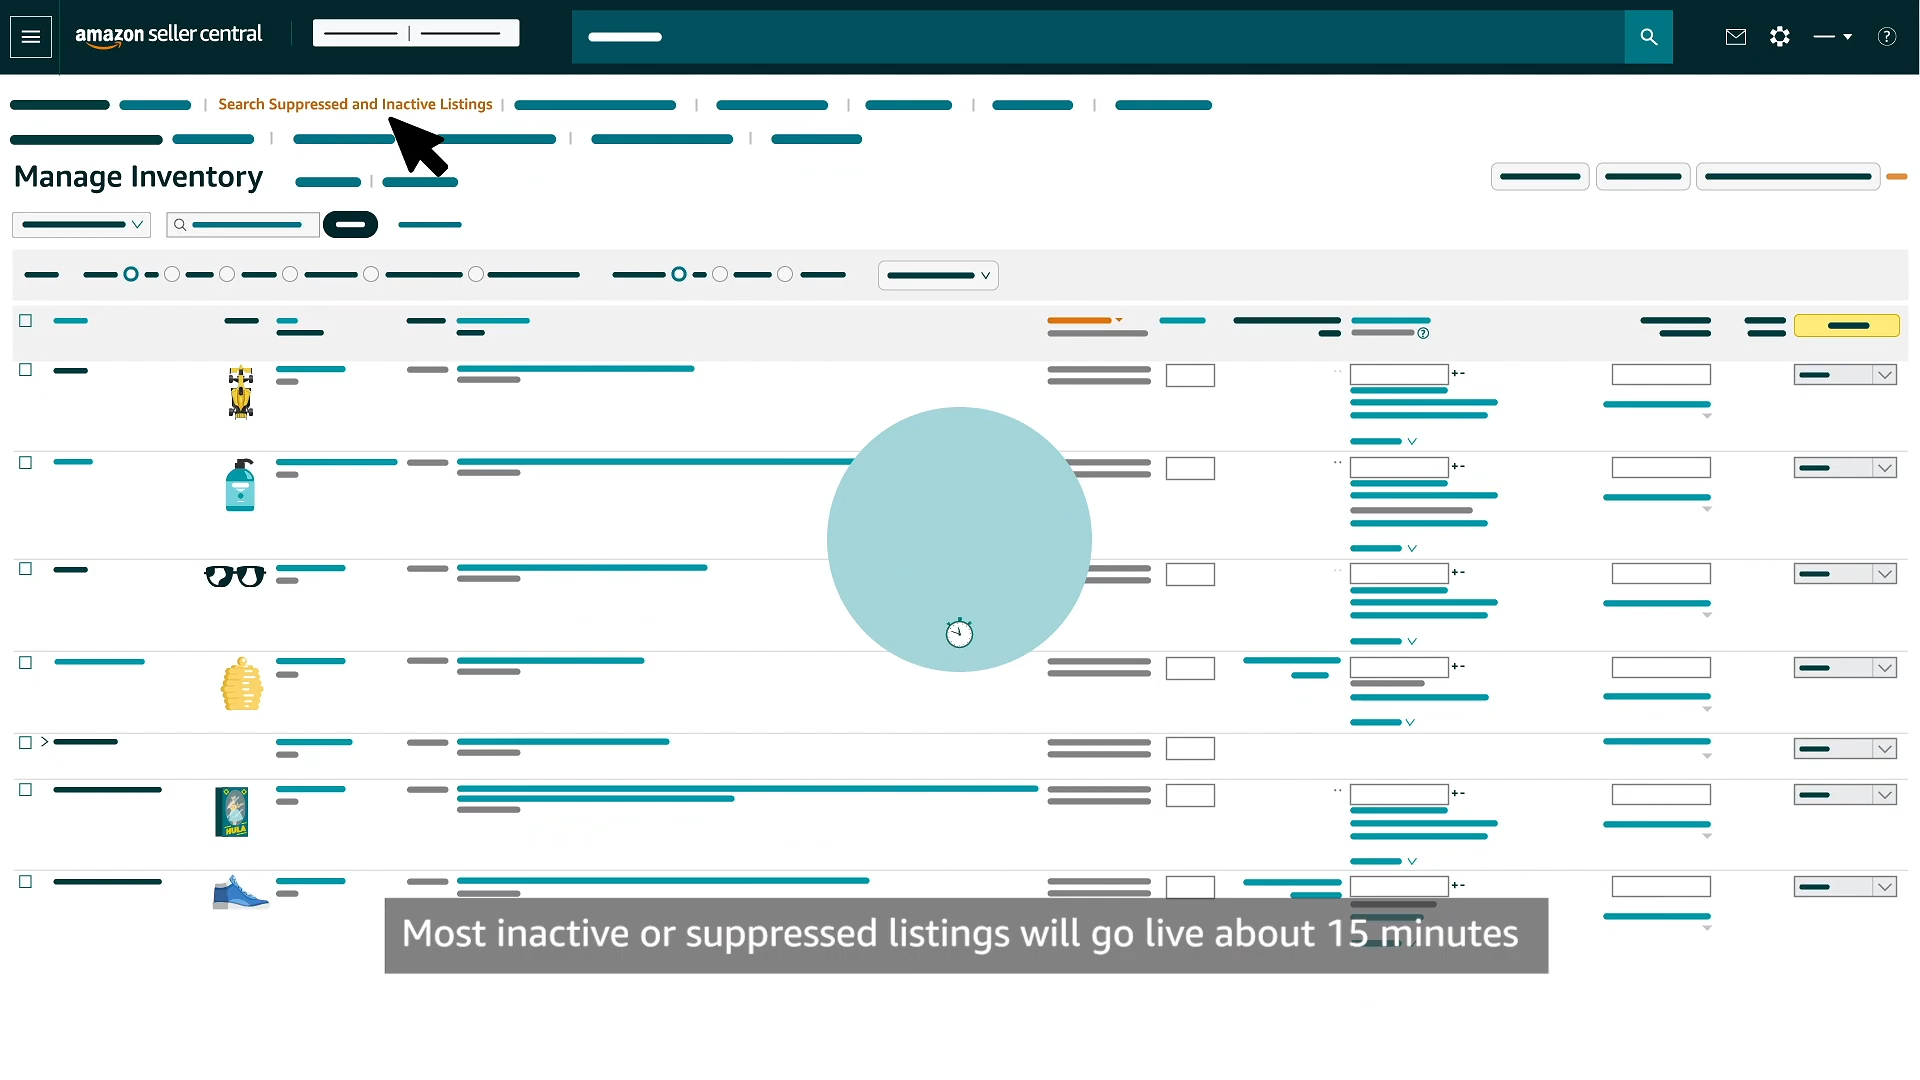 amazon seller central
Search Suppressed and Inactive Listings
Manage Inventory
HULA
Most inactive or suppressed listings will go live about 15 minutes